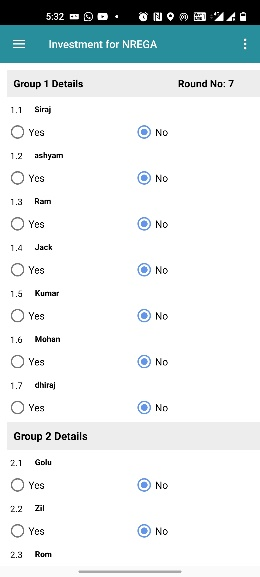 5:32
Investment for NREGA
Group 1 Details Round No: 7
1.1 Siraj
Yes No
1.2 ashyam
Yes No
1.3 Ram
Yes No
1.4 Jack
Yes No
1.5 Kumar
Yes No
1.6 Mohan
Yes No
1.7 dhiraj
Yes No
Group 2 Details
2.1 Golu
Yes No
2.2 Zil
Yes No
2.3 Rom